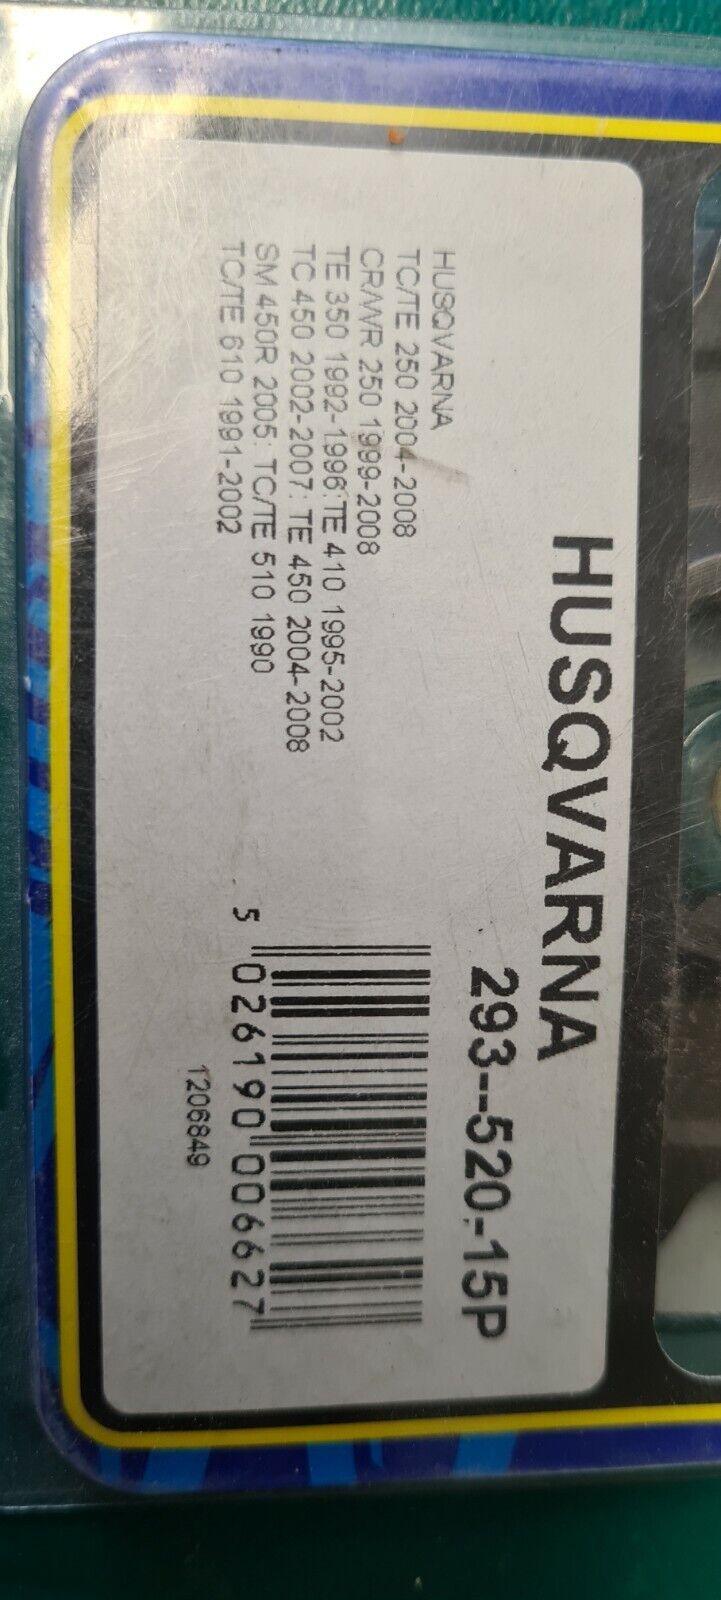 HUSQVARNA
293--520-15P
HUSQVARNA
TC/TE 250 2004-2008
CR/WR 250 1999-2008
TE 350 1992-1996: TE 410 1995-2002
TC 450 2002-2007: TE 450 2004-2008
SM 450R 2005: TC/TE 510 1990
TC/TE 610 1991-2002
5 026190 006627
1206849